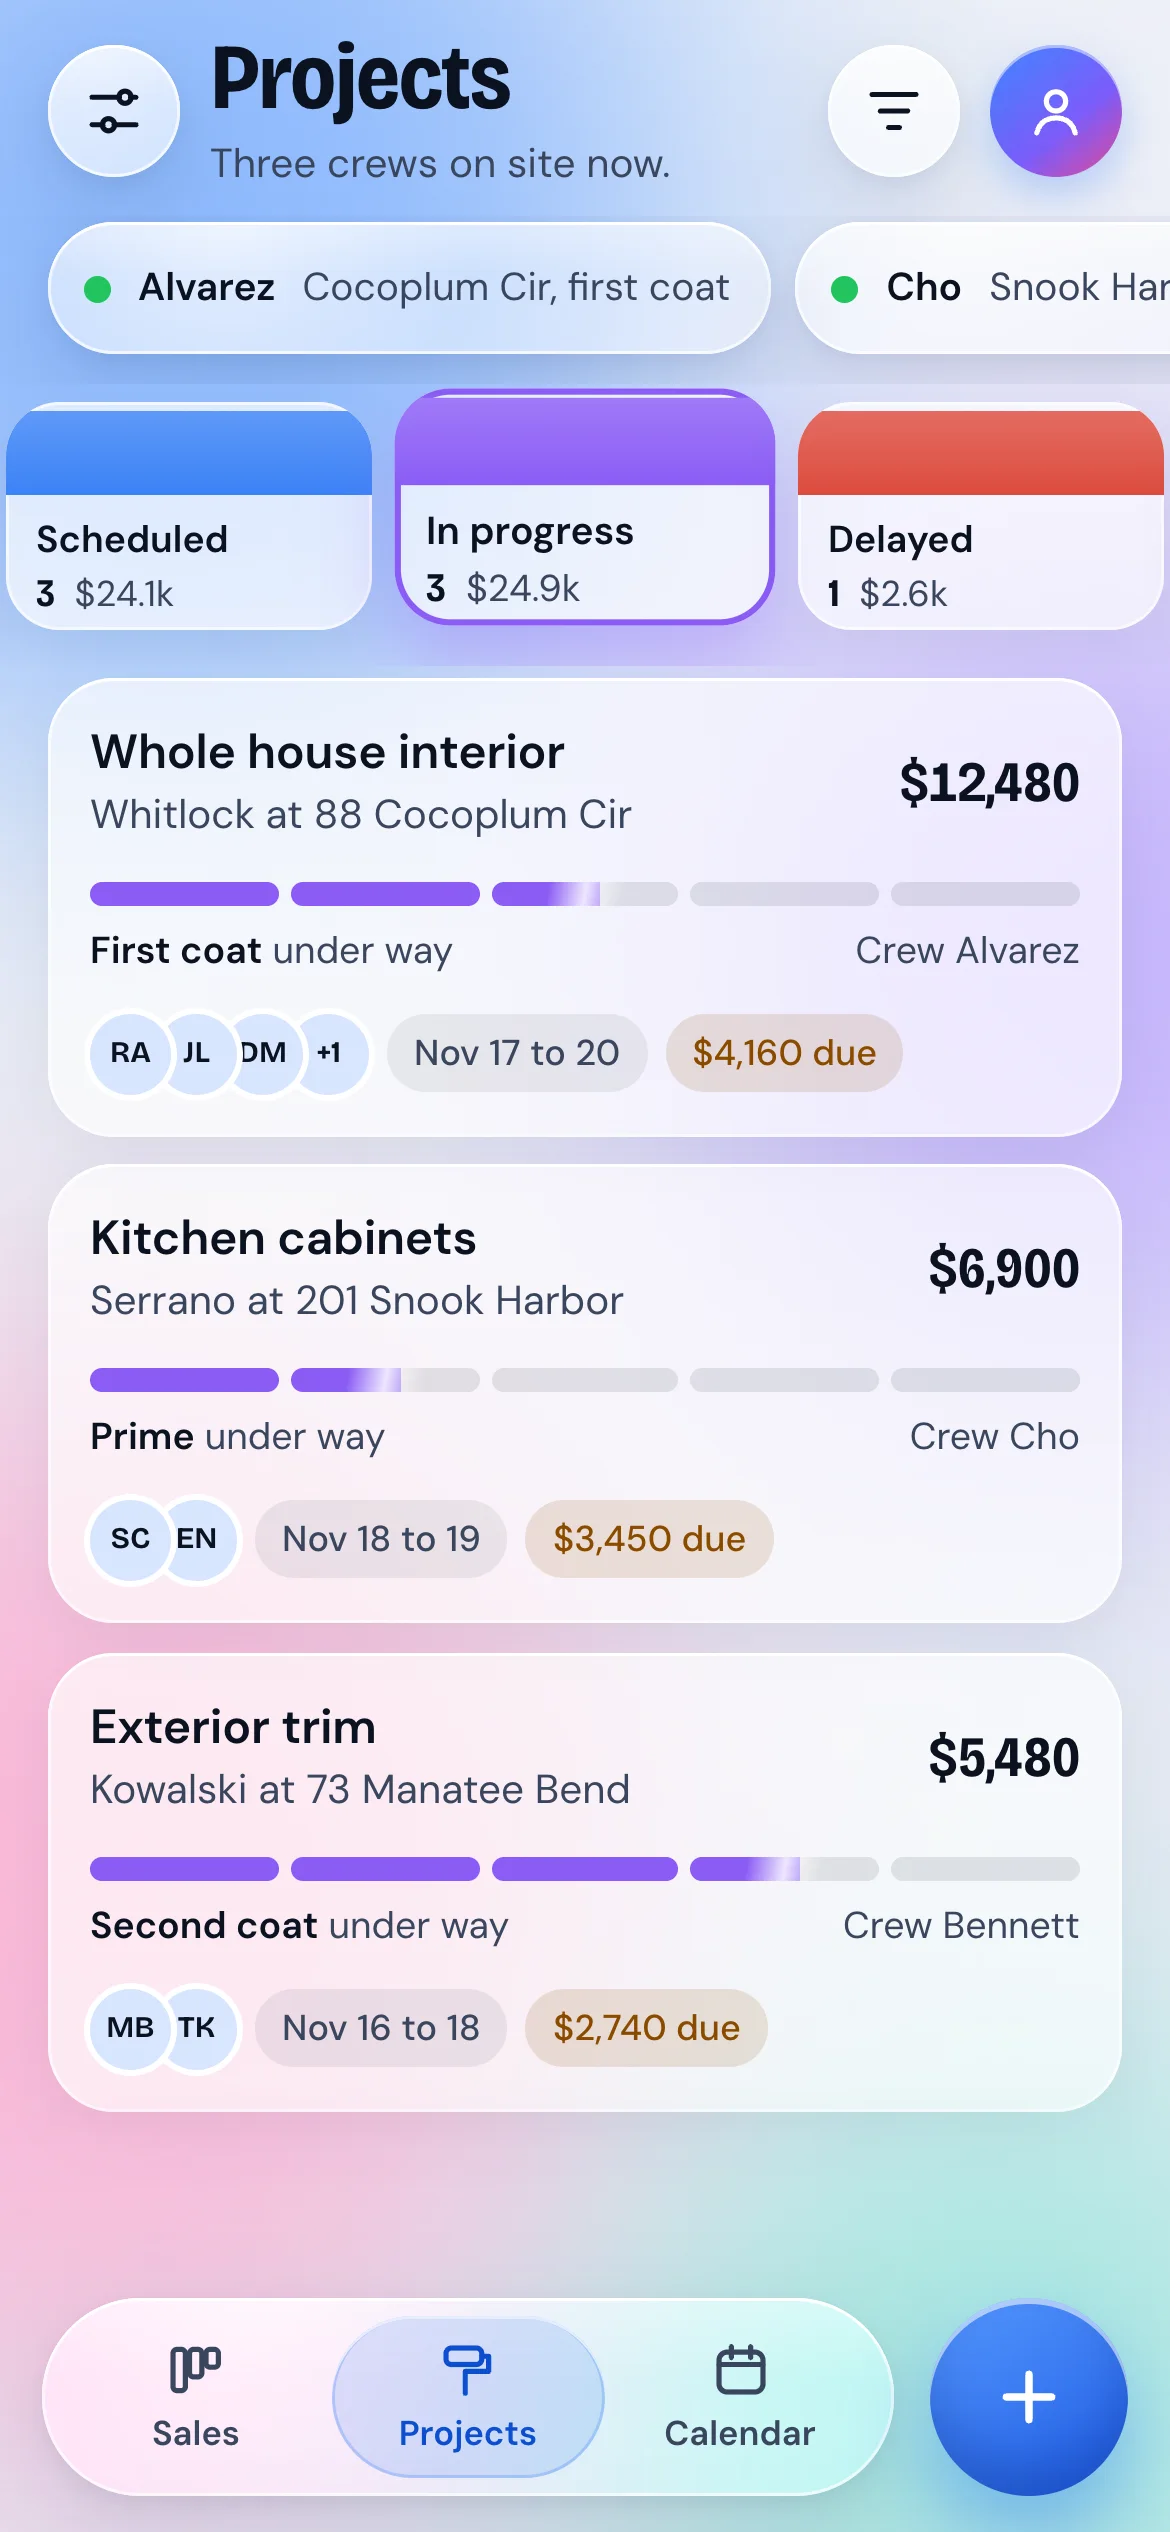 Projects
Three crews on site now.
Alvarez Cocoplum Cir, first coat
Cho Snook Har
Scheduled
3 $24.1k
In progress
3 $24.9k
Delayed
1 $2.6k
Whole house interior
Whitlock at 88 Cocoplum Cir
$12,480
First coat under way
Crew Alvarez
RA JL DM +1
Nov 17 to 20
$4,160 due
Kitchen cabinets
Serrano at 201 Snook Harbor
$6,900
Prime under way
Crew Cho
SC EN
Nov 18 to 19
$3,450 due
Exterior trim
Kowalski at 73 Manatee Bend
$5,480
Second coat under way
Crew Bennett
MB TK
Nov 16 to 18
$2,740 due
Sales
Projects
Calendar